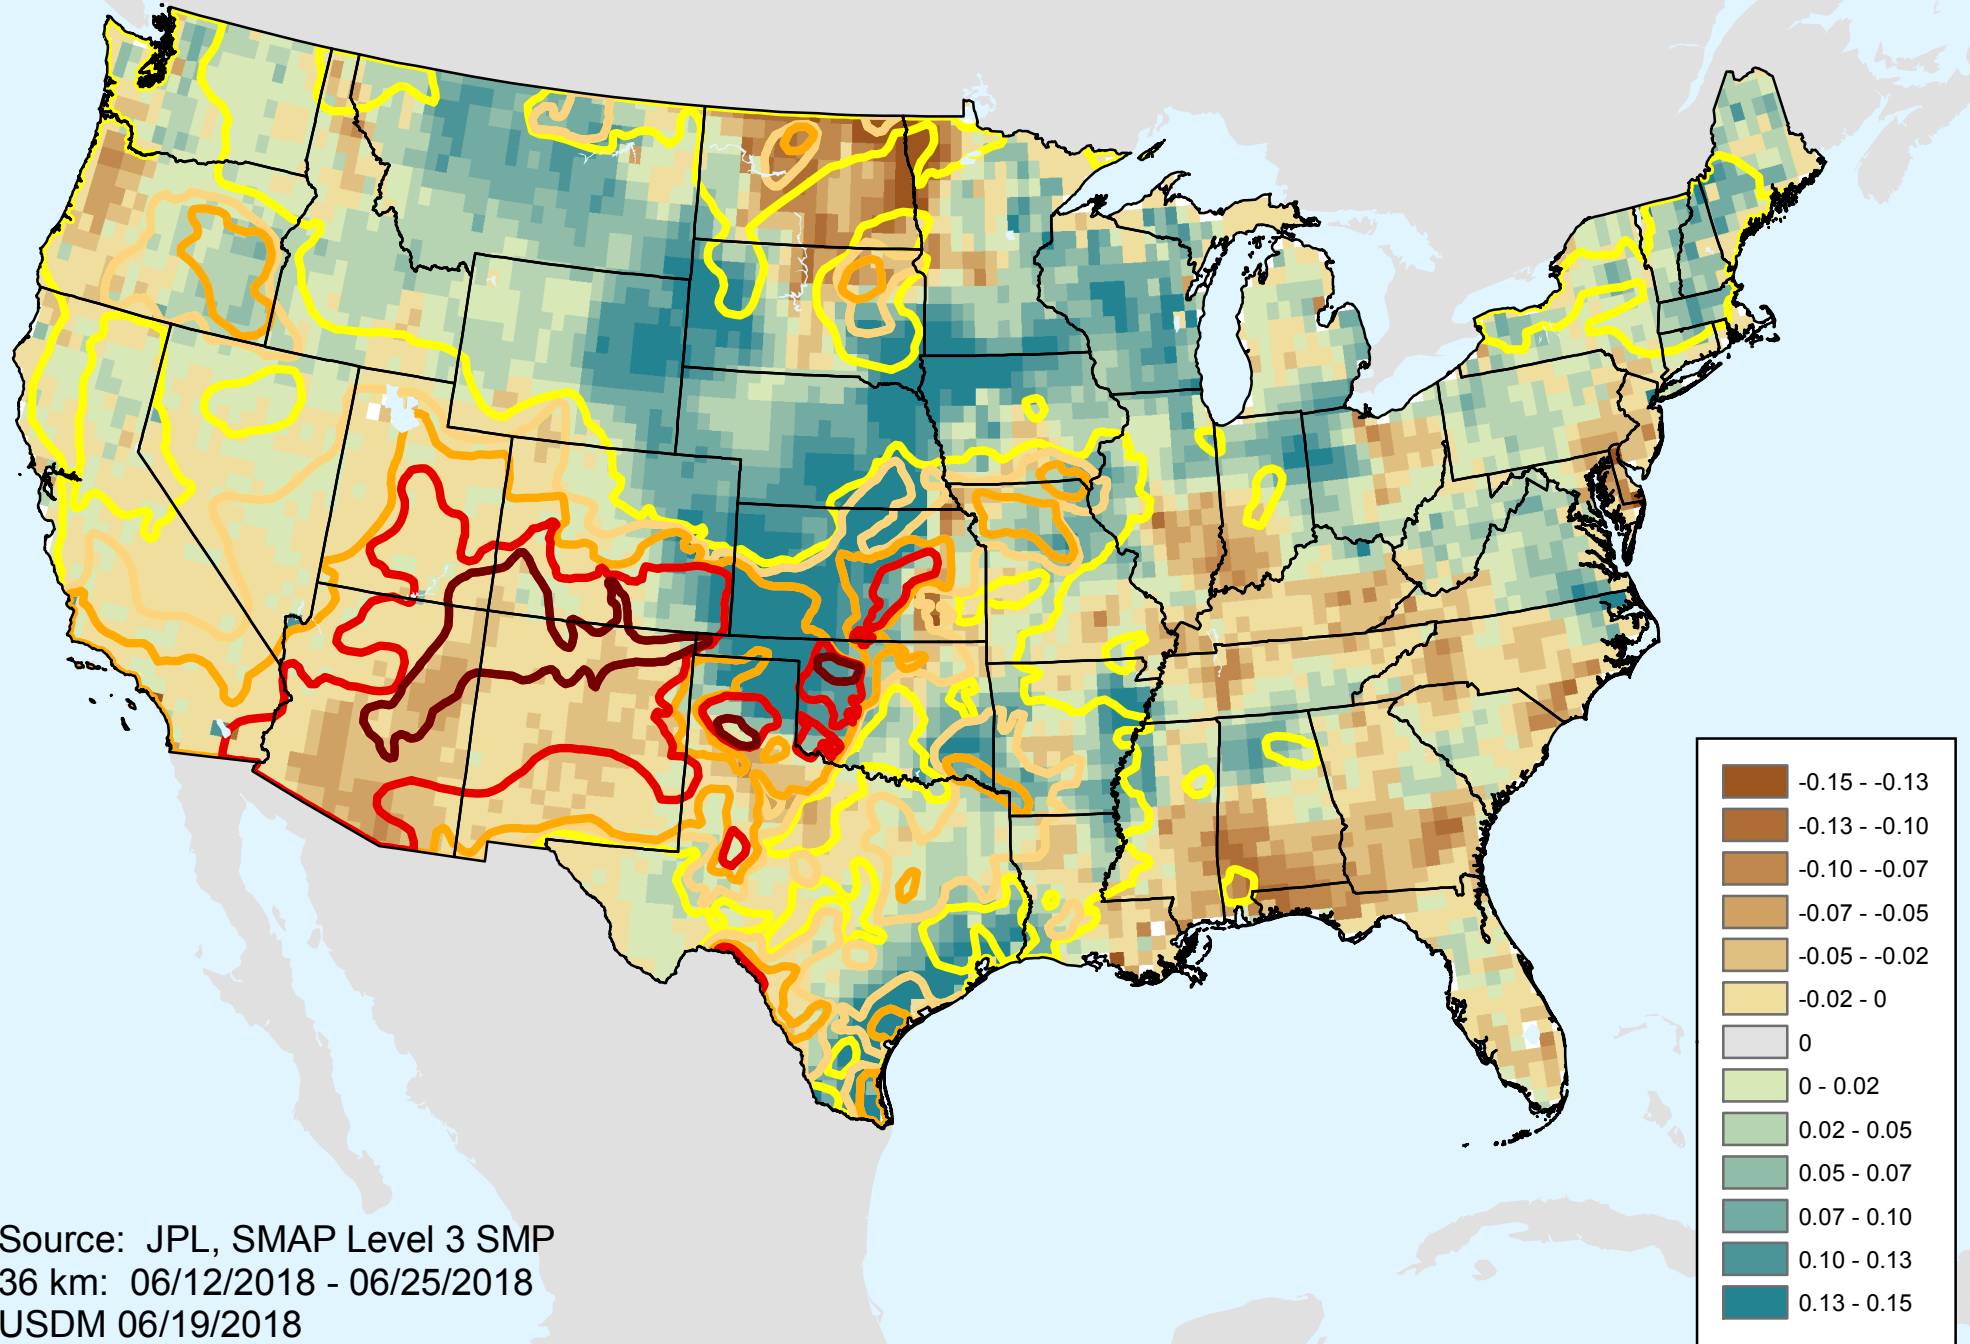 -0.15 - -0.13
-0.13 - -0.10
-0.10 - -0.07
-0.07 - -0.05
-0.05 - -0.02
-0.02 - 0
0
0 - 0.02
0.02 - 0.05
0.05 - 0.07
0.07 - 0.10
0.10 - 0.13
0.13 - 0.15
Source: JPL, SMAP Level 3 SMP
36 km: 06/12/2018 - 06/25/2018
USDM 06/19/2018